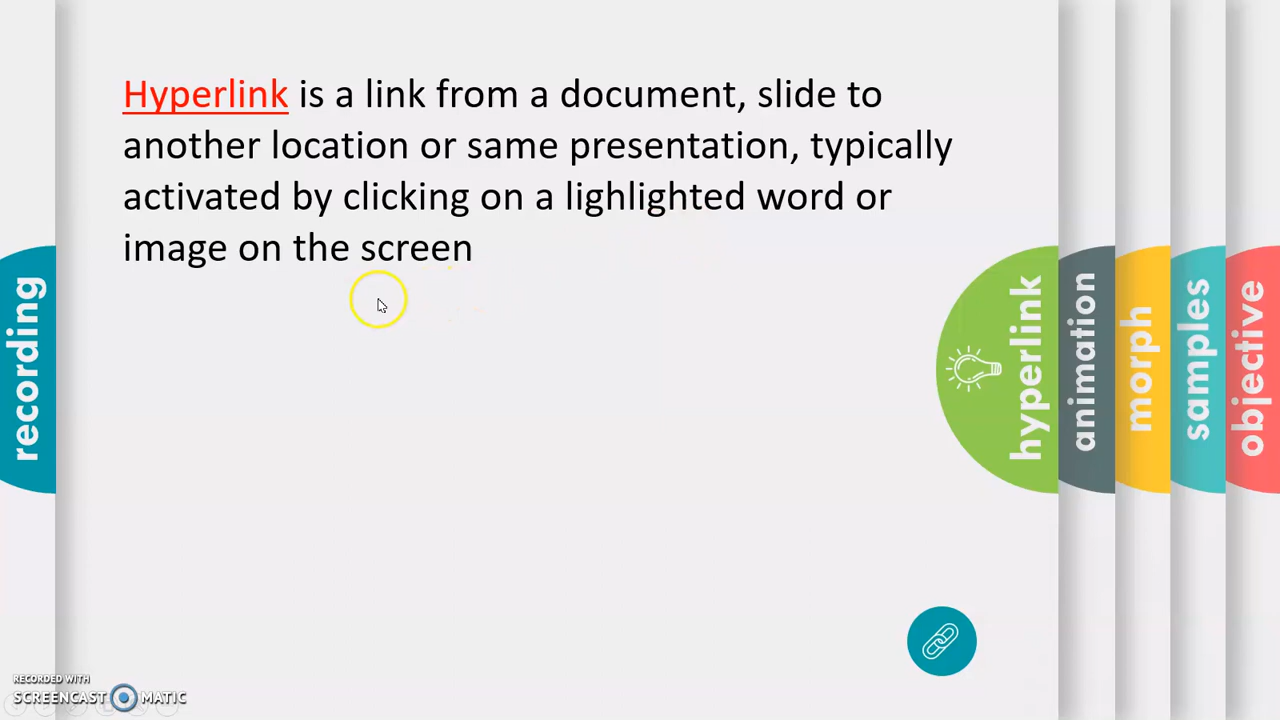 Hyperlink is a link from a document, slide to
another location or same presentation, typically
activated by clicking on a lighlighted word or
image on the screen
recording
hyperlink
animation
morph
samples
objective
RECORDED WITH
SCREENCAST MATIC